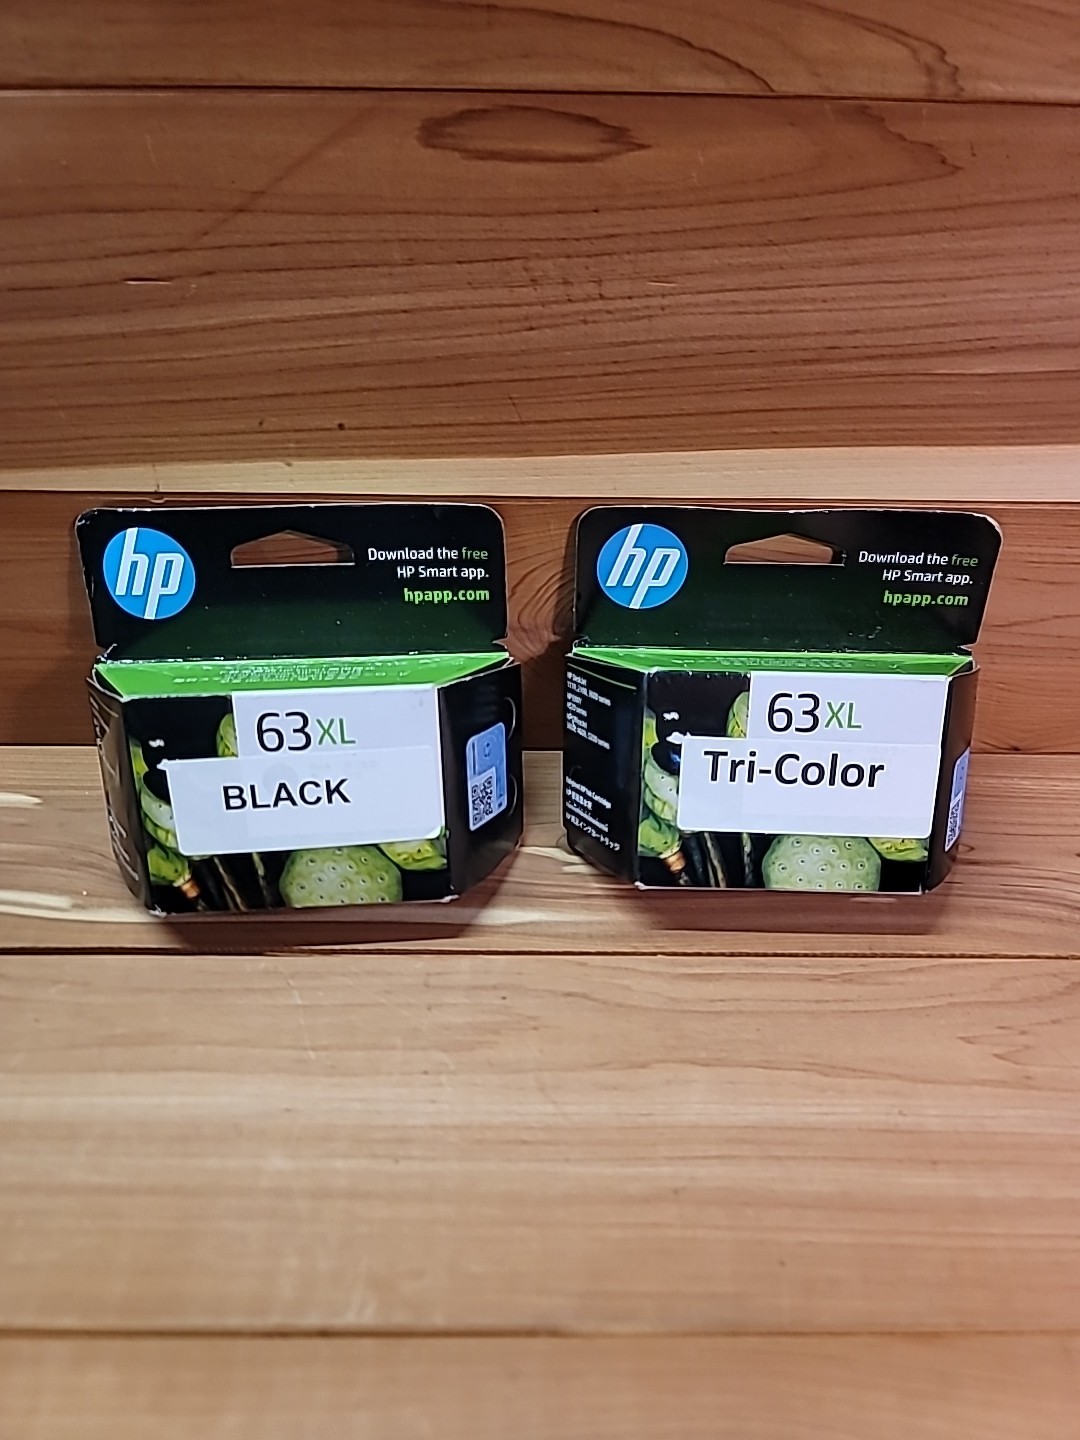 hp
Download the free
HP Smart app.
hpapp.com
63XL
BLACK
hp
Download the free
HP Smart app.
hpapp.com
63XL
Tri-Color